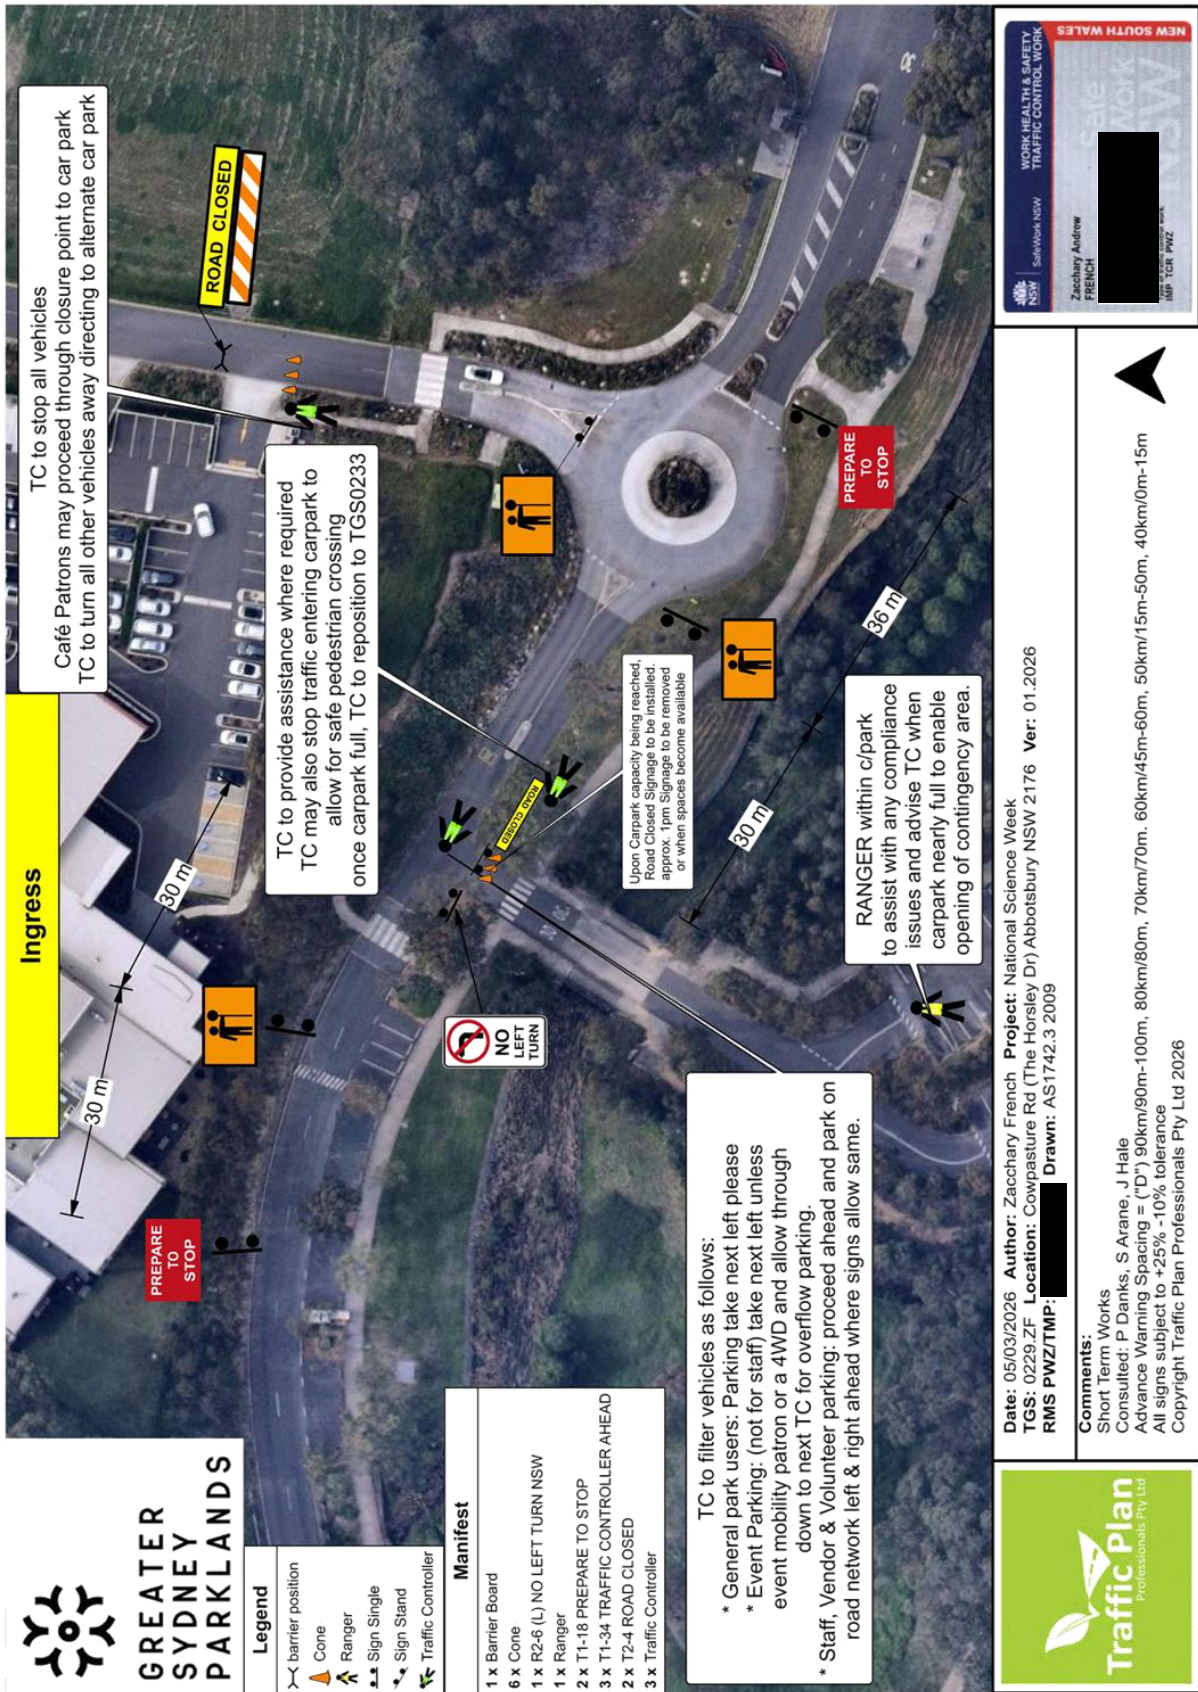 Ingress
TC to stop all vehicles
Café Patrons may proceed through closure point to car park
TC to turn all other vehicles away directing to alternate car park
ROAD CLOSED
TC to provide assistance where required
TC may also stop traffic entering carpark to
allow for safe pedestrian crossing
once carpark full, TC to reposition to TGS0233
30 m
30 m
PREPARE
TO
STOP
NO
LEFT
TURN
ROAD CLOSED
Upon Carpark capacity being reached,
Road Closed Signage to be installed.
approx. 1pm Signage to be removed
or when spaces become available
PREPARE
TO
STOP
30 m
36 m
RANGER within c/park
to assist with any compliance
issues and advise TC when
carpark nearly full to enable
opening of contingency area.
TC to filter vehicles as follows:
* General park users: Parking take next left please
* Event Parking: (not for staff) take next left unless
event mobility patron or a 4WD and allow through
down to next TC for overflow parking.
* Staff, Vendor & Volunteer parking: proceed ahead and park on
road network left & right ahead where signs allow same.
GREATER
SYDNEY
PARKLANDS
Legend
barrier position
Cone
Ranger
Sign Single
Sign Stand
Traffic Controller
Manifest
1 x Barrier Board
6 x Cone
1 x R2-6 (L) NO LEFT TURN NSW
1 x Ranger
2 x T1-18 PREPARE TO STOP
3 x T1-34 TRAFFIC CONTROLLER AHEAD
2 x T2-4 ROAD CLOSED
3 x Traffic Controller
Traffic Plan
Professionals Pty Ltd
Date: 05/03/2026 Author: Zacchary French Project: National Science Week
TGS: 0229.ZF Location: Cowpasture Rd (The Horsley Dr) Abbotsbury NSW 2176 Ver: 01.2026
RMS PWZ/TMP: Drawn: AS1742.3 2009
Comments:
Short Term Works
Consulted: P Danks, S Arane, J Hale
Advance Warning Spacing = ("D") 90km/90m-100m, 80km/80m, 70km/70m. 60km/45m-60m, 50km/15m-50m, 40km/0m-15m
All signs subject to +25% -10% tolerance
Copyright Traffic Plan Professionals Pty Ltd 2026
NSW
SafeWork NSW
WORK HEALTH & SAFETY
TRAFFIC CONTROL WORK
Zacchary Andrew
FRENCH
IMP TCR PWZ
NEW SOUTH WALES